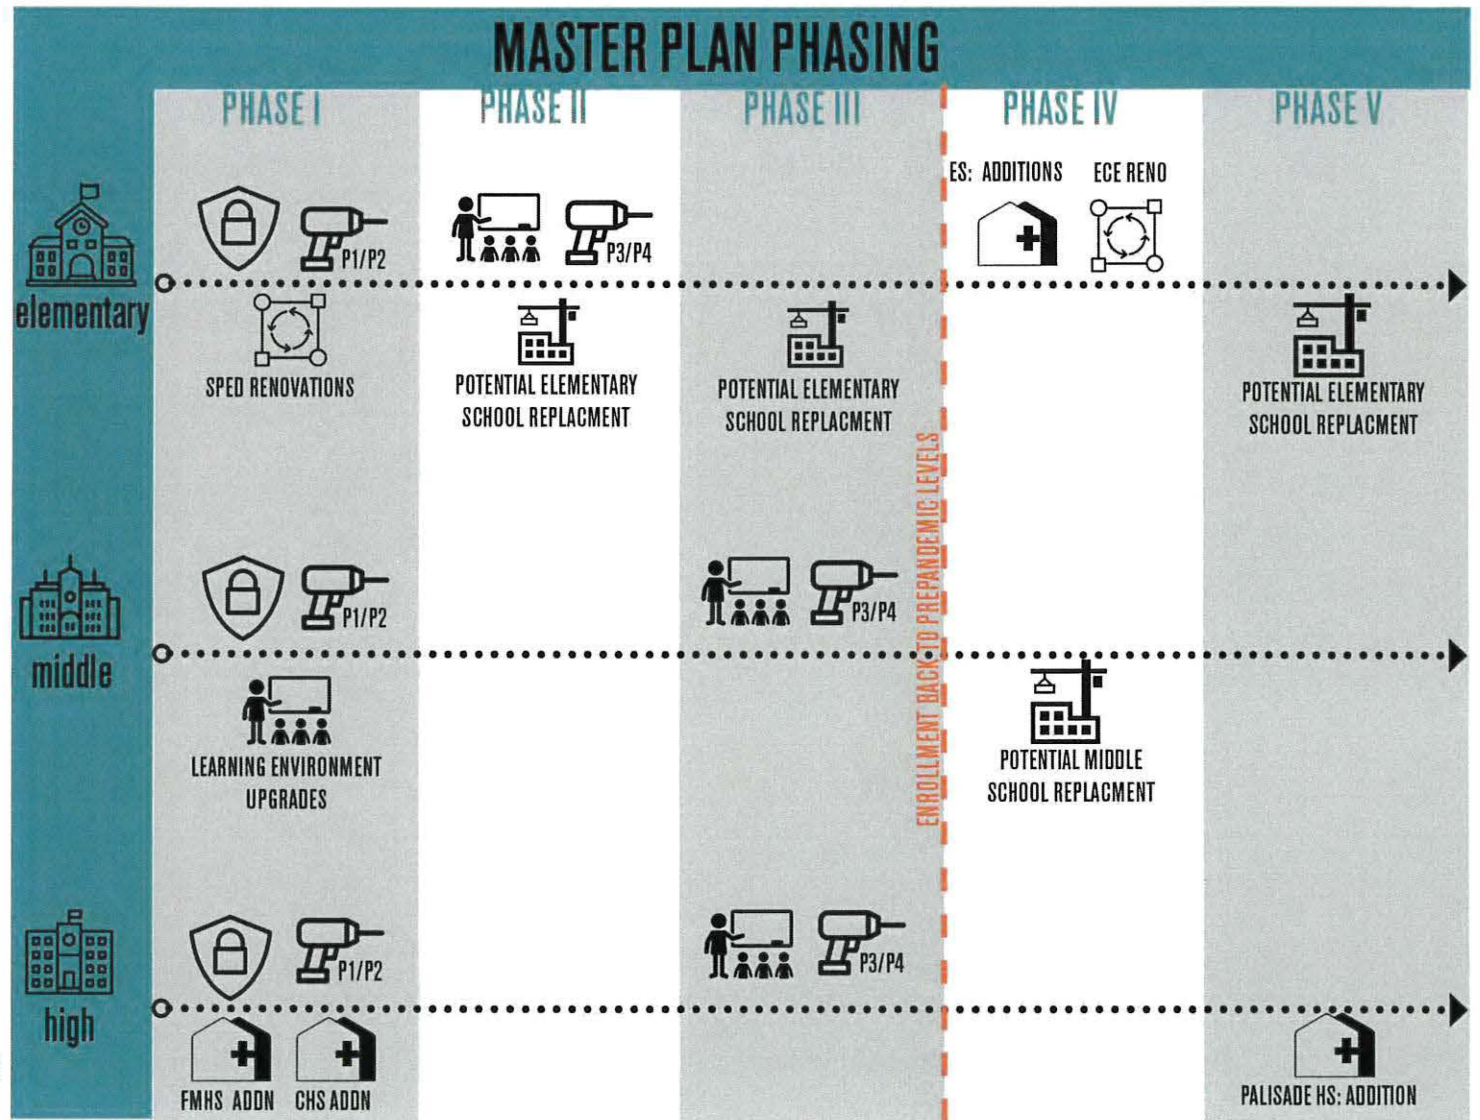 MASTER PLAN PHASING
PHASE I
PHASE II
PHASE III
PHASE IV
PHASE V
ES: ADDITIONS
ECE RENO
P1/P2
P3/P4
elementary
SPED RENOVATIONS
POTENTIAL ELEMENTARY
SCHOOL REPLACMENT
POTENTIAL ELEMENTARY
SCHOOL REPLACMENT
POTENTIAL ELEMENTARY
SCHOOL REPLACMENT
ENROLLMENT BACK TO PREPANDEMIC LEVELS
P1/P2
P3/P4
middle
LEARNING ENVIRONMENT
UPGRADES
POTENTIAL MIDDLE
SCHOOL REPLACMENT
P1/P2
P3/P4
high
FMHS ADDN
CHS ADDN
PALISADE HS: ADDITION